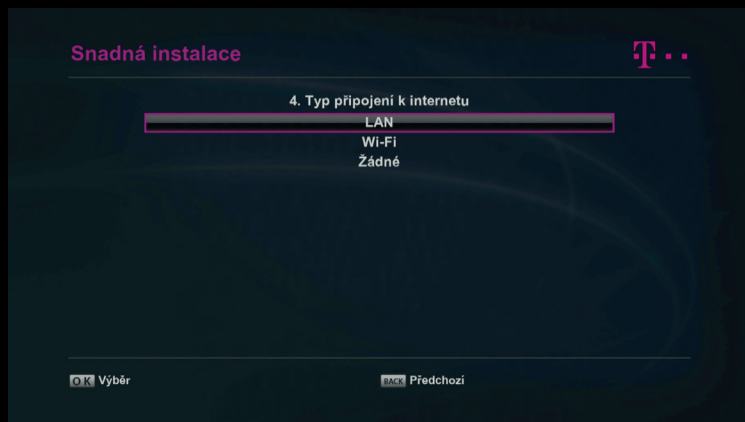 Snadná instalace
T
4. Typ připojení k internetu
LAN
Wi-Fi
Žádné
OK Výběr
BACK Předchozí